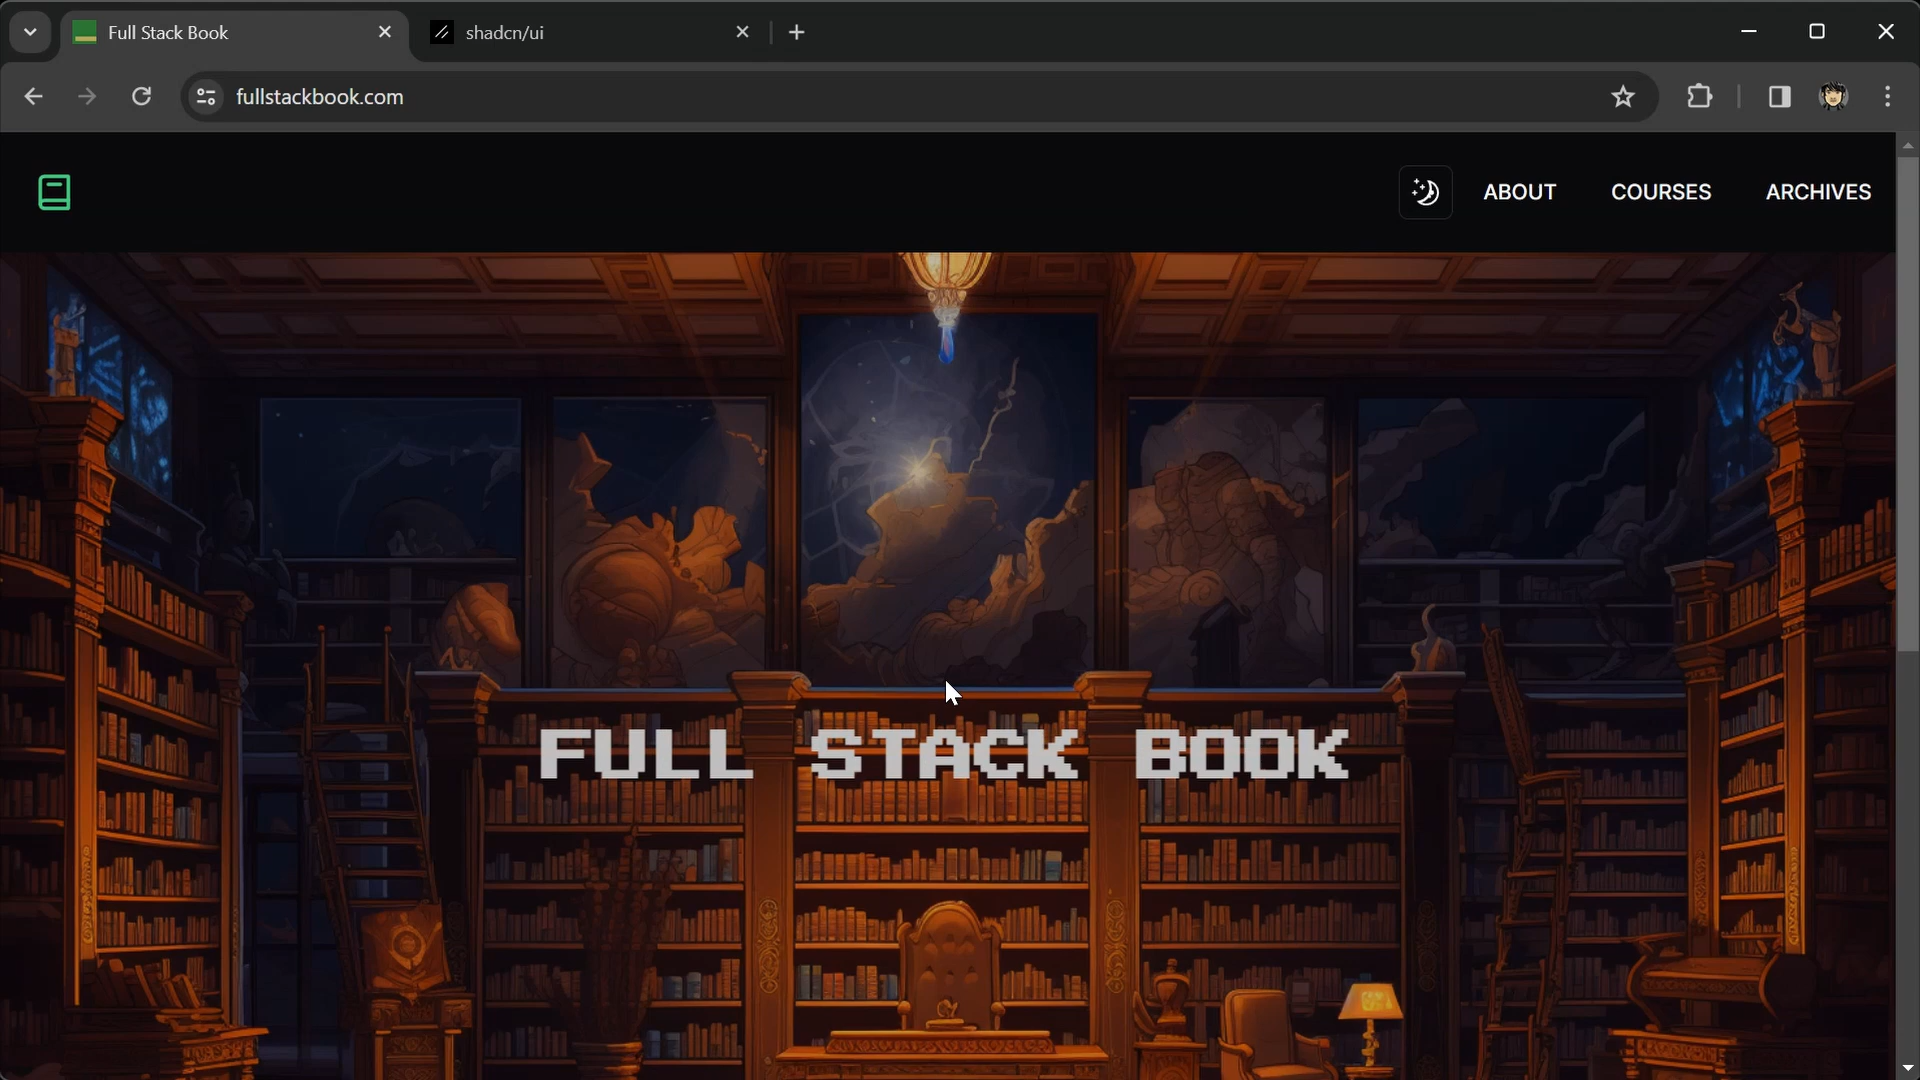 Full Stack Book
shadcn/ui
fullstackbook.com
ABOUT
COURSES
ARCHIVES
FULL STACK BOOK